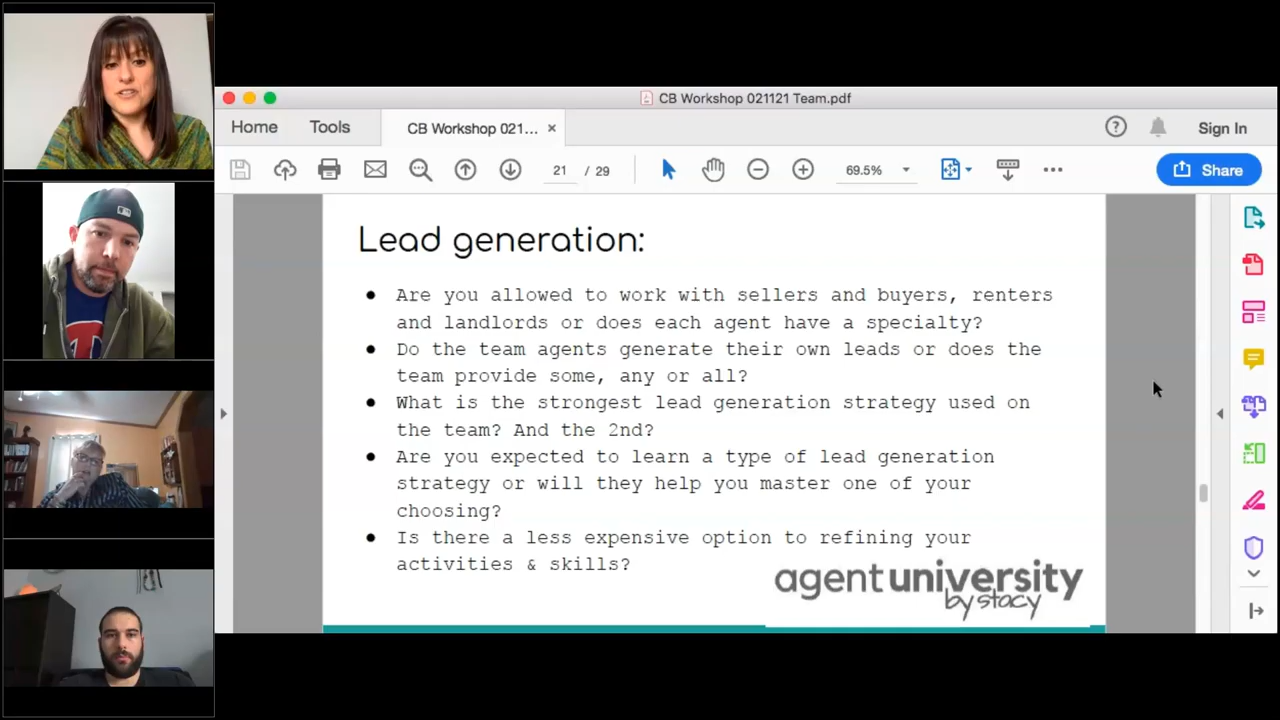 CB Workshop 021121 Team.pdf
Home
Tools
CB Workshop 021...
Sign In
21 / 29
69.5%
Share
Lead generation:
● Are you allowed to work with sellers and buyers, renters
and landlords or does each agent have a specialty?
● Do the team agents generate their own leads or does the
team provide some, any or all?
● What is the strongest lead generation strategy used on
the team? And the 2nd?
● Are you expected to learn a type of lead generation
strategy or will they help you master one of your
choosing?
● Is there a less expensive option to refining your
activities & skills?
agent university
by stacy